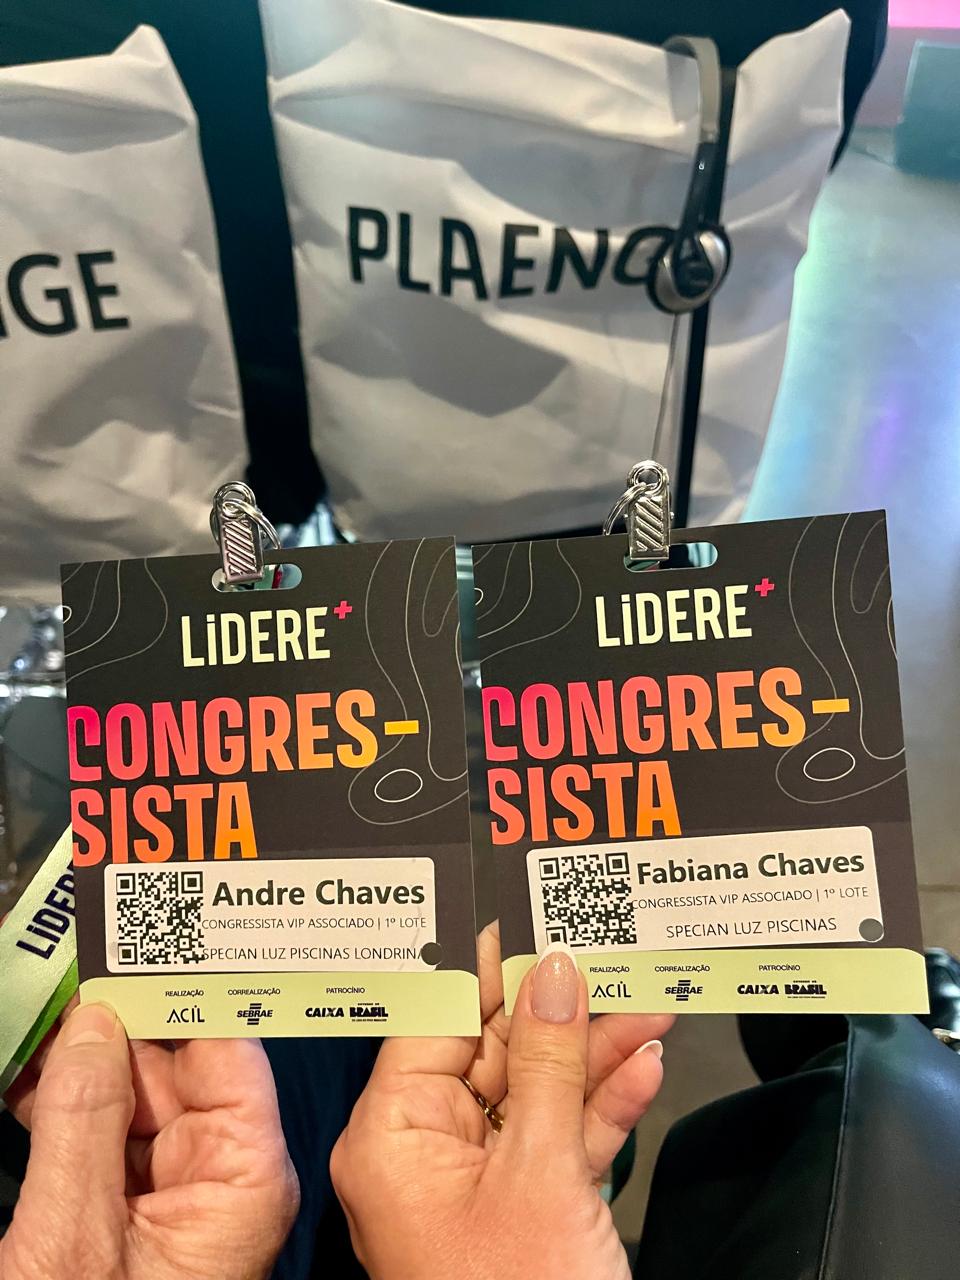 NGE
PLAENG
LiDERE+
CONGRES-
SISTA
Andre Chaves
CONGRESSISTA VIP ASSOCIADO | 1º LOTE
SPECIAN LUZ PISCINAS LONDRINA
REALIZAÇÃO
ACIL
CORREALIZAÇÃO
SEBRAE
PATROCÍNIO
CAIXA
BRASIL
LiDERE+
CONGRES-
SISTA
Fabiana Chaves
CONGRESSISTA VIP ASSOCIADO | 1º LOTE
SPECIAN LUZ PISCINAS
REALIZAÇÃO
ACIL
CORREALIZAÇÃO
SEBRAE
PATROCÍNIO
CAIXA
BRASIL
LiDERE